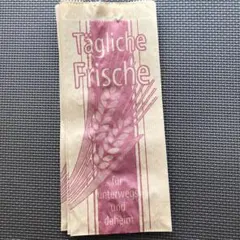 Tägliche
Frische
für
unterwegs
und
daheim